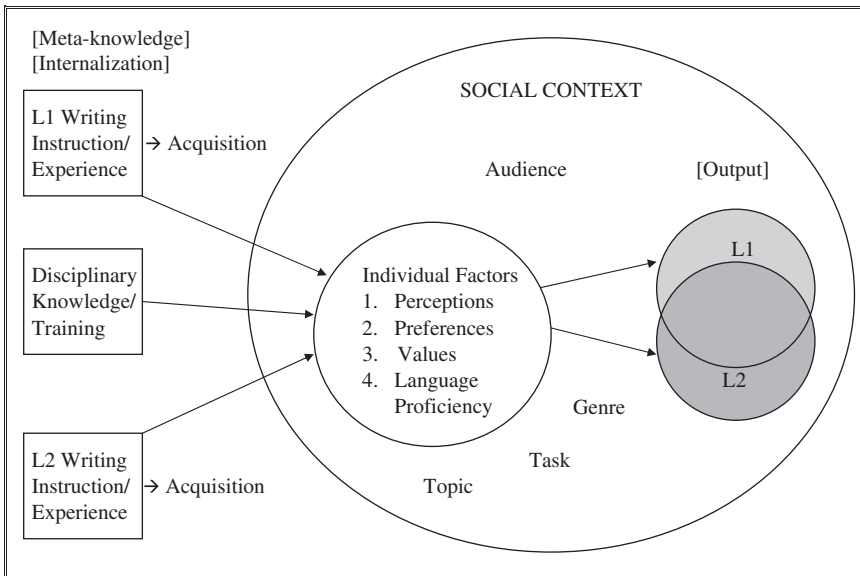 [Meta-knowledge]
[Internalization]
L1 Writing
Instruction/
Experience
→ Acquisition
Disciplinary
Knowledge/
Training
L2 Writing
Instruction/
Experience
→ Acquisition
SOCIAL CONTEXT
Audience
[Output]
Individual Factors
1. Perceptions
2. Preferences
3. Values
4. Language
Proficiency
L1
L2
Genre
Task
Topic